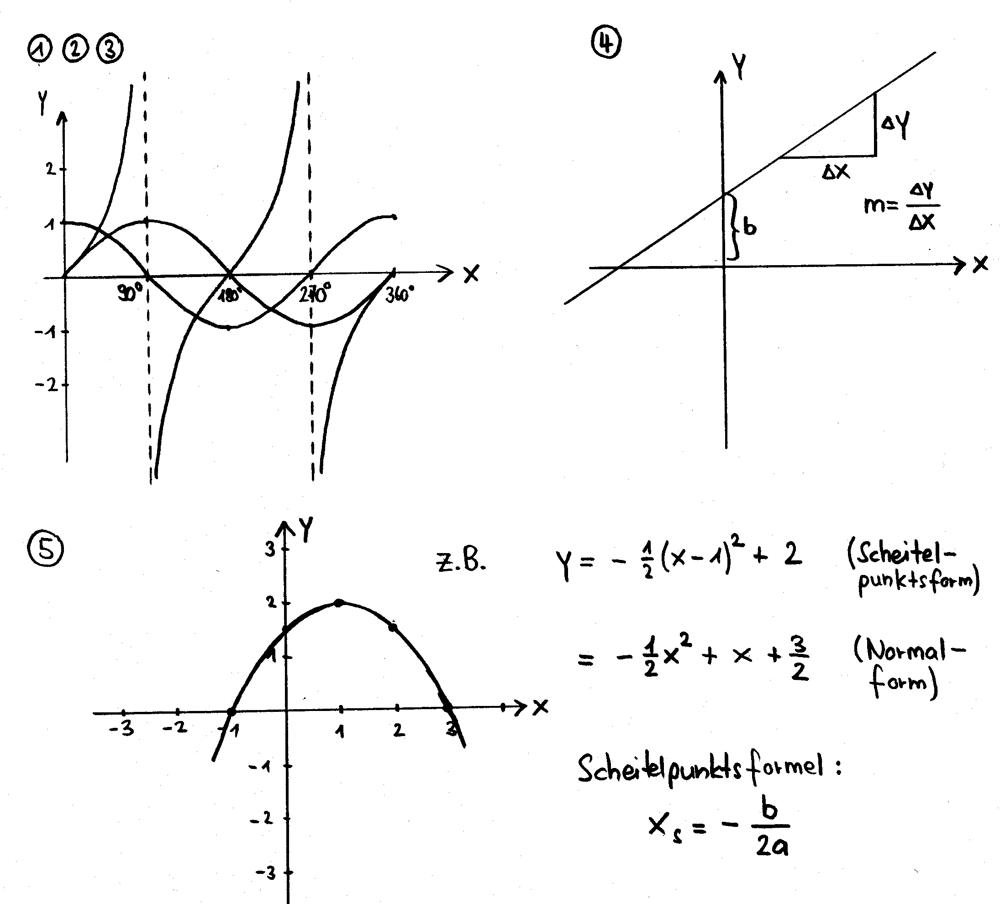 ① ② ③
Y
2
1
-1
-2
90° 180° 270° 360°
X
④
Y
ΔY
ΔX
m= ΔY/ΔX
b
X
⑤
Y
3
2
1
-3 -2 -1 1 2 3
X
-1
-2
-3
z.B. Y = - 1/2 (x-1)² + 2 (Scheitel-
punktsform)
= - 1/2 x² + x + 3/2 (Normal-
form)
Scheitelpunktsformel:
x_s = - b/2a